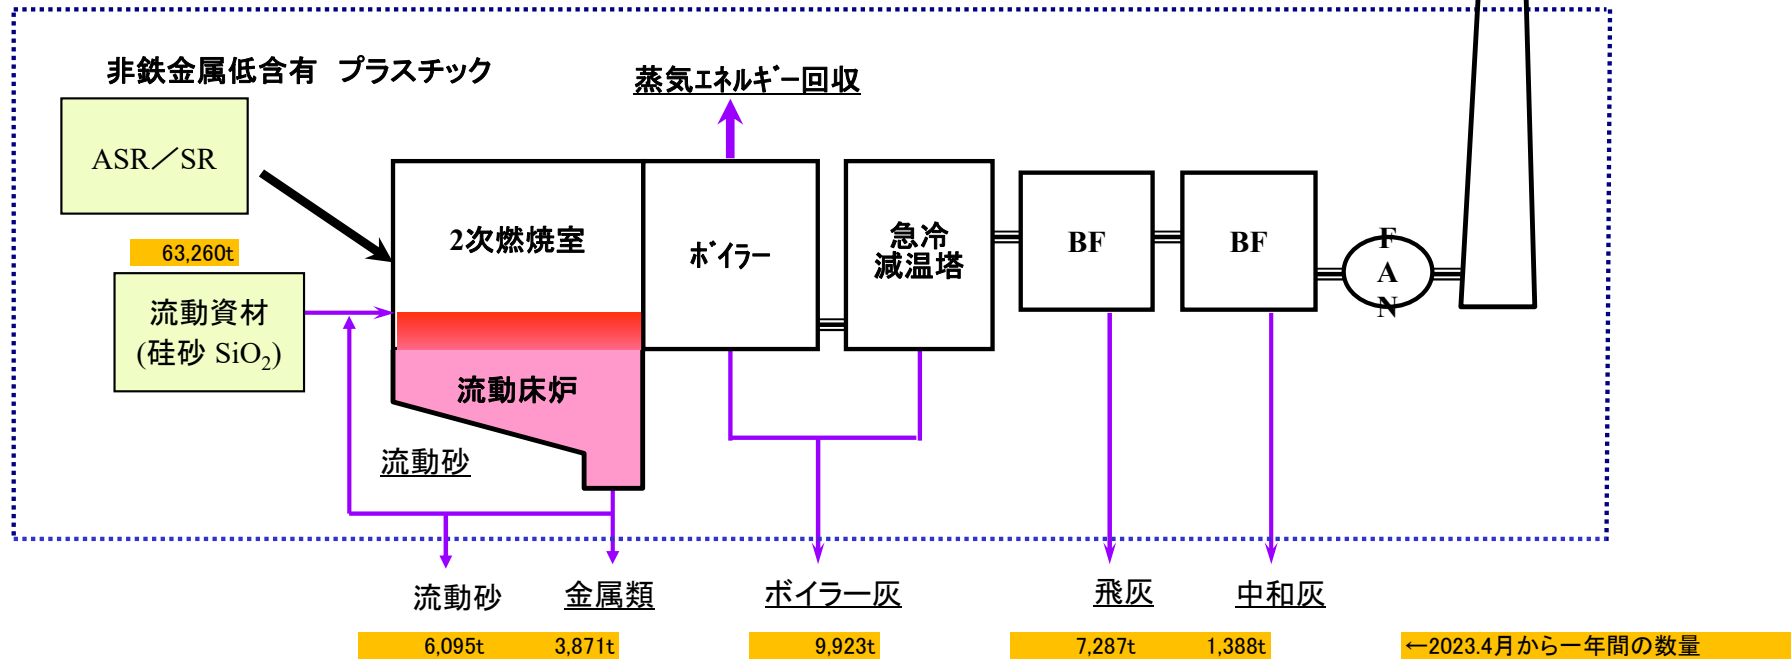 非鉄金属低含有　プラスチック
蒸気ｴﾈﾙｷﾞｰ回収
ASR／SR
63,260t
流動資材
(硅砂 SiO₂)
2次燃焼室
流動床炉
ﾎﾞｲﾗｰ
急冷
減温塔
BF
BF
F
A
N
流動砂
流動砂
金属類
ボイラー灰
飛灰
中和灰
6,095t
3,871t
9,923t
7,287t
1,388t
←2023.4月から一年間の数量